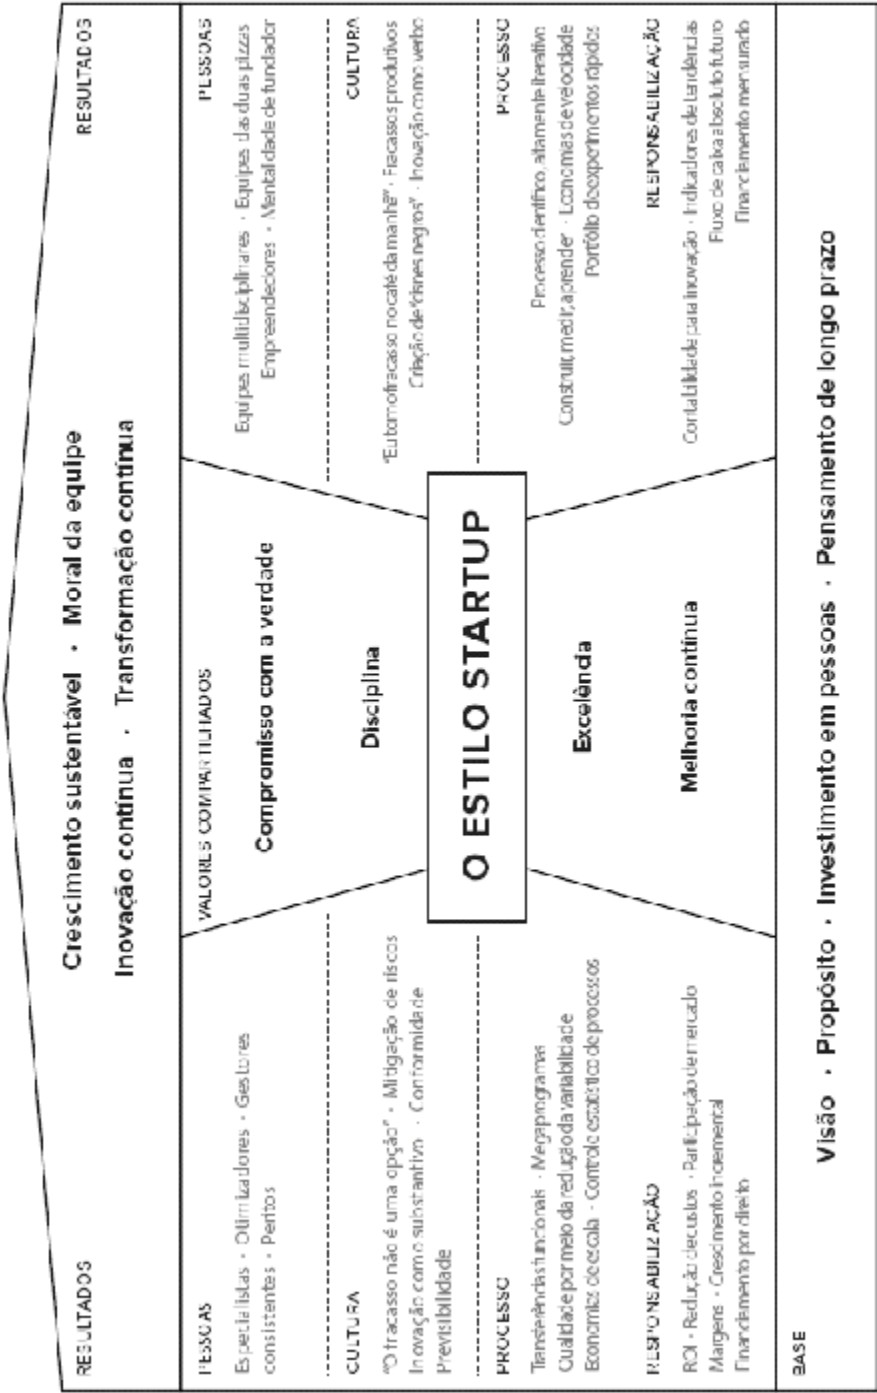 RESULTADOS
Crescimento sustentável · Moral da equipe
RESULTADOS
Inovação contínua · Transformação contínua
PESSOAS
Especialistas · Otimizadores · Gestores
consistentes · Peritos
CULTURA
"O fracasso não é uma opção" · Mitigação de riscos
Inovação como substantivo · Conformidade
Previsibilidade
PROCESSO
Transferências funcionais · Megaprogramas
Qualidade por meio da redução da variabilidade
Economias de escala · Controle estatístico de processos
RESPONSABILIZAÇÃO
ROI · Redução de custos · Participação de mercado
Margens · Crescimento incremental
Financiamento por direito
VALORES COMPARTILHADOS
Compromisso com a verdade
Disciplina
O ESTILO STARTUP
Excelência
Melhoria contínua
PESSOAS
Equipes multidisciplinares · Equipes das duas pizzas
Empreendedores · Mentalidade de fundador
CULTURA
"Eu tomo fracasso no café da manhã" · Fracassos produtivos
Criação de "cisnes negros" · Inovação como verbo
PROCESSO
Processo científico, altamente iterativo
Construir, medir, aprender · Economias de velocidade
Portfólio de experimentos rápidos
RESPONSABILIZAÇÃO
Contabilidade para inovação · Indicadores de tendências
Fluxo de caixa absoluto futuro
Financiamento mensurado
BASE
Visão · Propósito · Investimento em pessoas · Pensamento de longo prazo